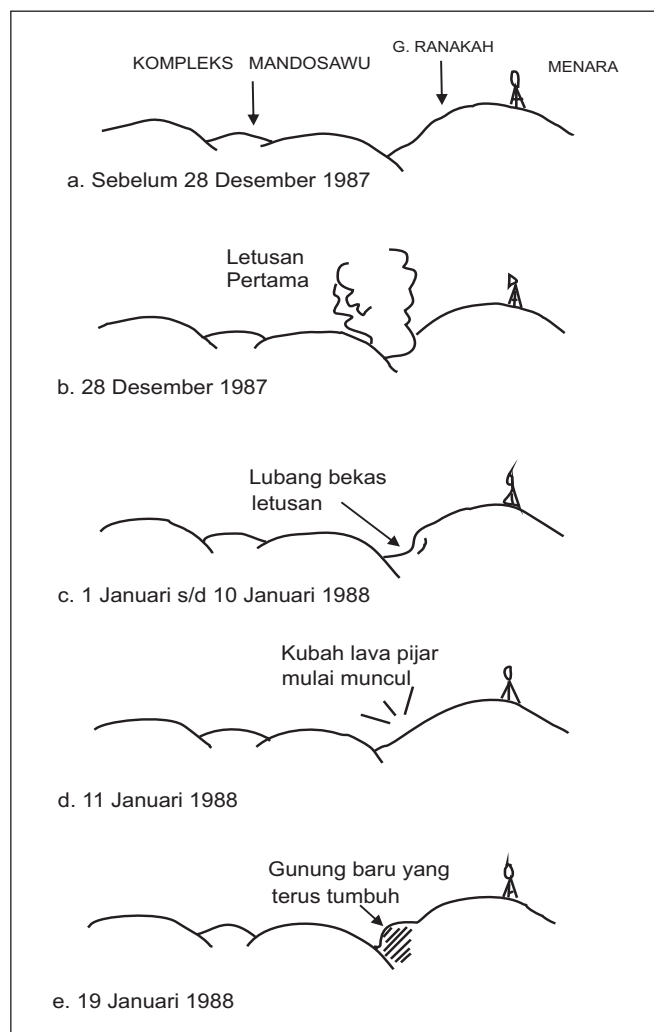 KOMPLEKS MANDOSAWU
G. RANAKAH
MENARA
a. Sebelum 28 Desember 1987
Letusan
Pertama
b. 28 Desember 1987
Lubang bekas
letusan
c. 1 Januari s/d 10 Januari 1988
Kubah lava pijar
mulai muncul
d. 11 Januari 1988
Gunung baru yang
terus tumbuh
e. 19 Januari 1988